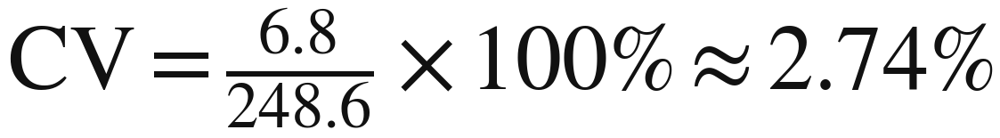 CV = 6.8/248.6 × 100% ≈ 2.74%